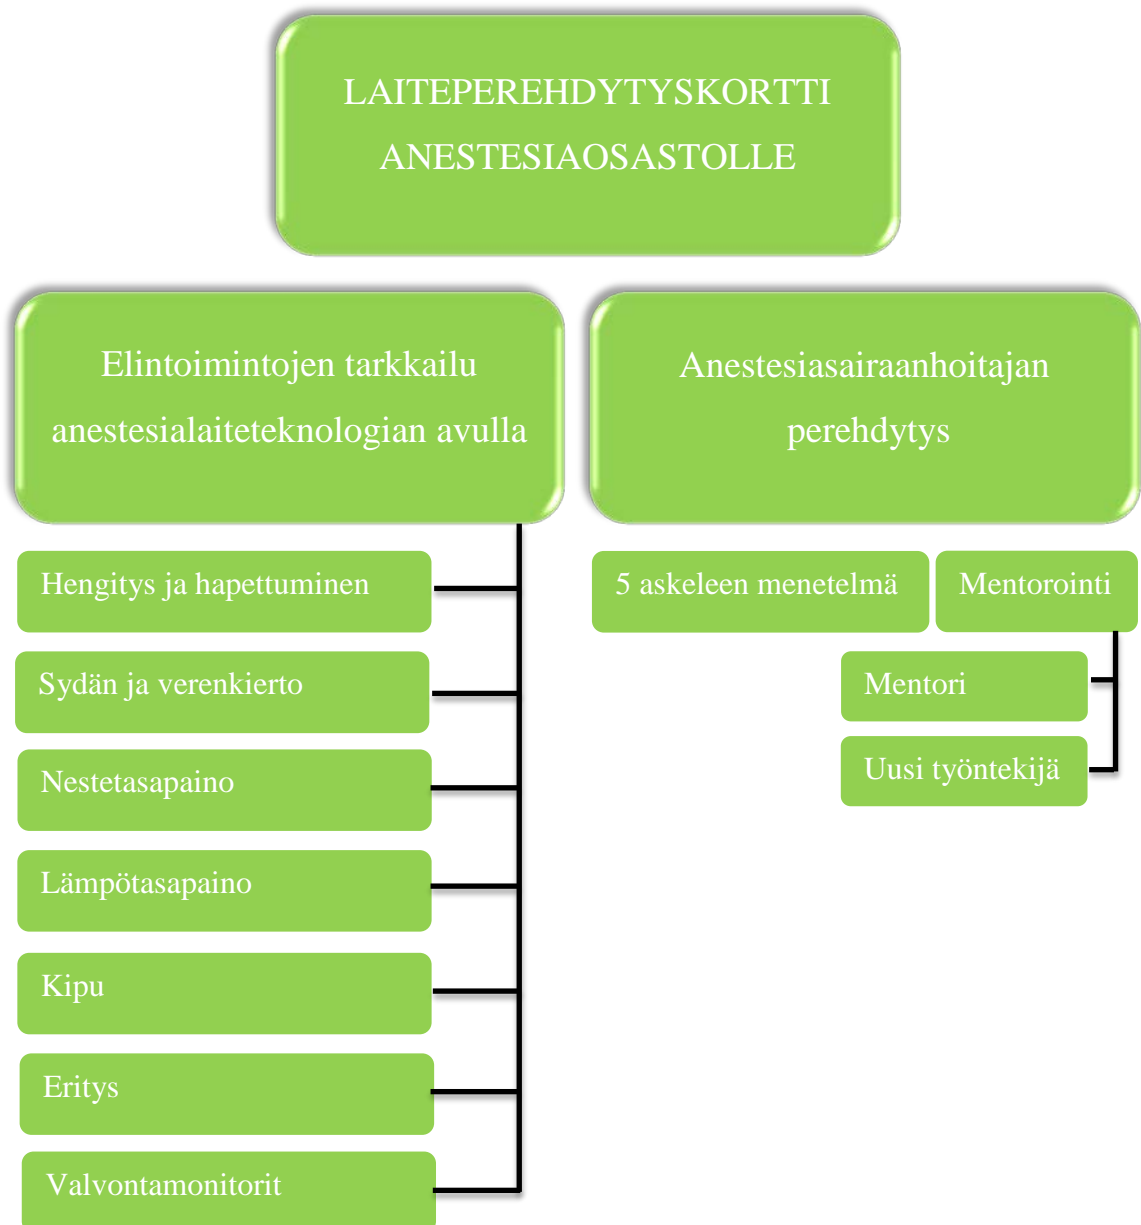 LAITEPEREHDYTYSKORTTI
ANESTESIAOSASTOLLE
Elintoimintojen tarkkailu
anestesialaiteteknologian avulla
Hengitys ja hapettuminen
Sydän ja verenkierto
Nestetasapaino
Lämpötasapaino
Kipu
Eritys
Valvontamonitorit
Anestesiasairaanhoitajan
perehdytys
5 askeleen menetelmä
Mentorointi
Mentori
Uusi työntekijä